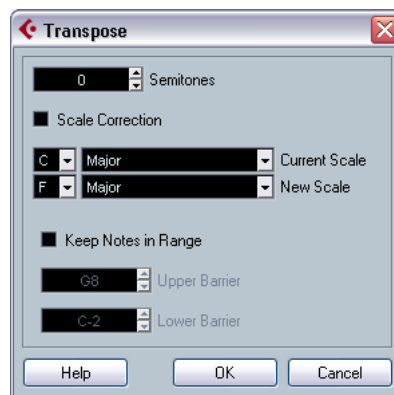 Transpose
0 Semitones
Scale Correction
C Major Current Scale
F Major New Scale
Keep Notes in Range
G8 Upper Barrier
C-2 Lower Barrier
Help OK Cancel